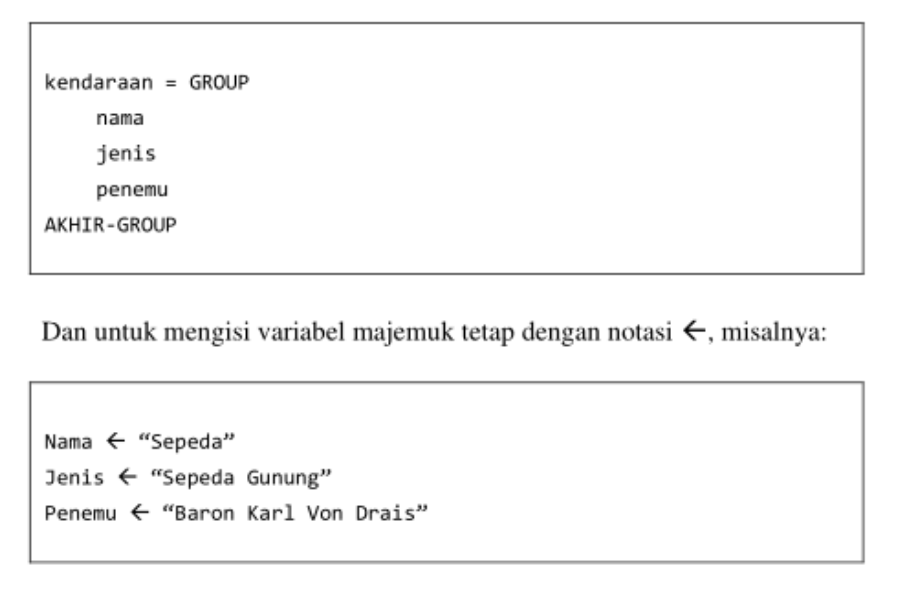 kendaraan = GROUP
nama
jenis
penemu
AKHIR-GROUP
Dan untuk mengisi variabel majemuk tetap dengan notasi ←, misalnya:
Nama ← “Sepeda”
Jenis ← “Sepeda Gunung”
Penemu ← “Baron Karl Von Drais”